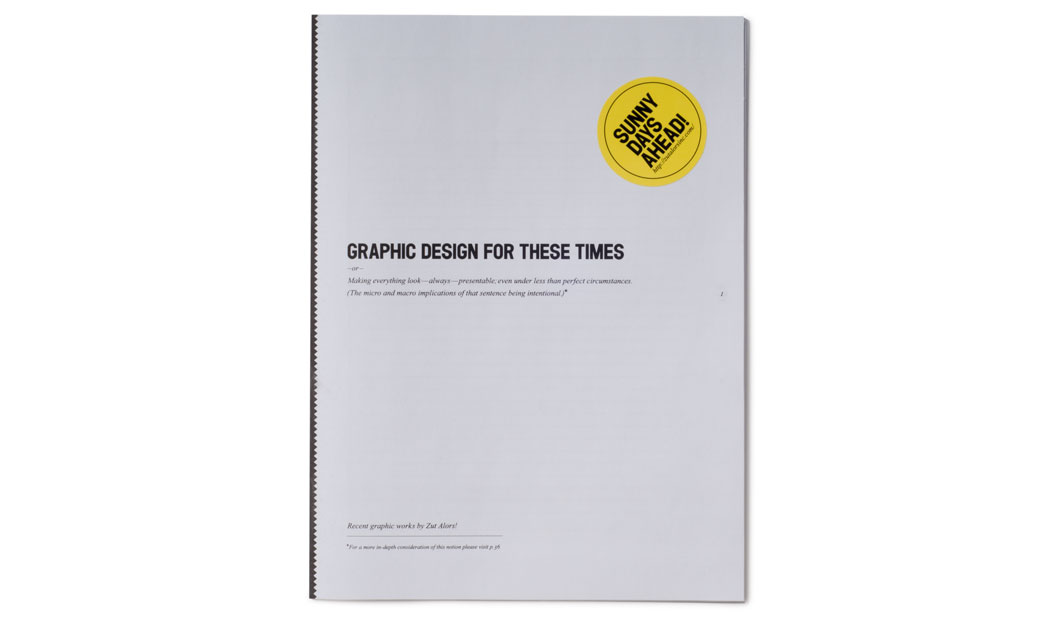 SUNNY
DAYS
AHEAD!
GRAPHIC DESIGN FOR THESE TIMES
–or–
Making everything look—always—presentable; even under less than perfect circumstances.
(The micro and macro implications of that sentence being intentional.)*
1
Recent graphic works by Zut Alors!
*For a more in-depth consideration of this notion please visit p.36